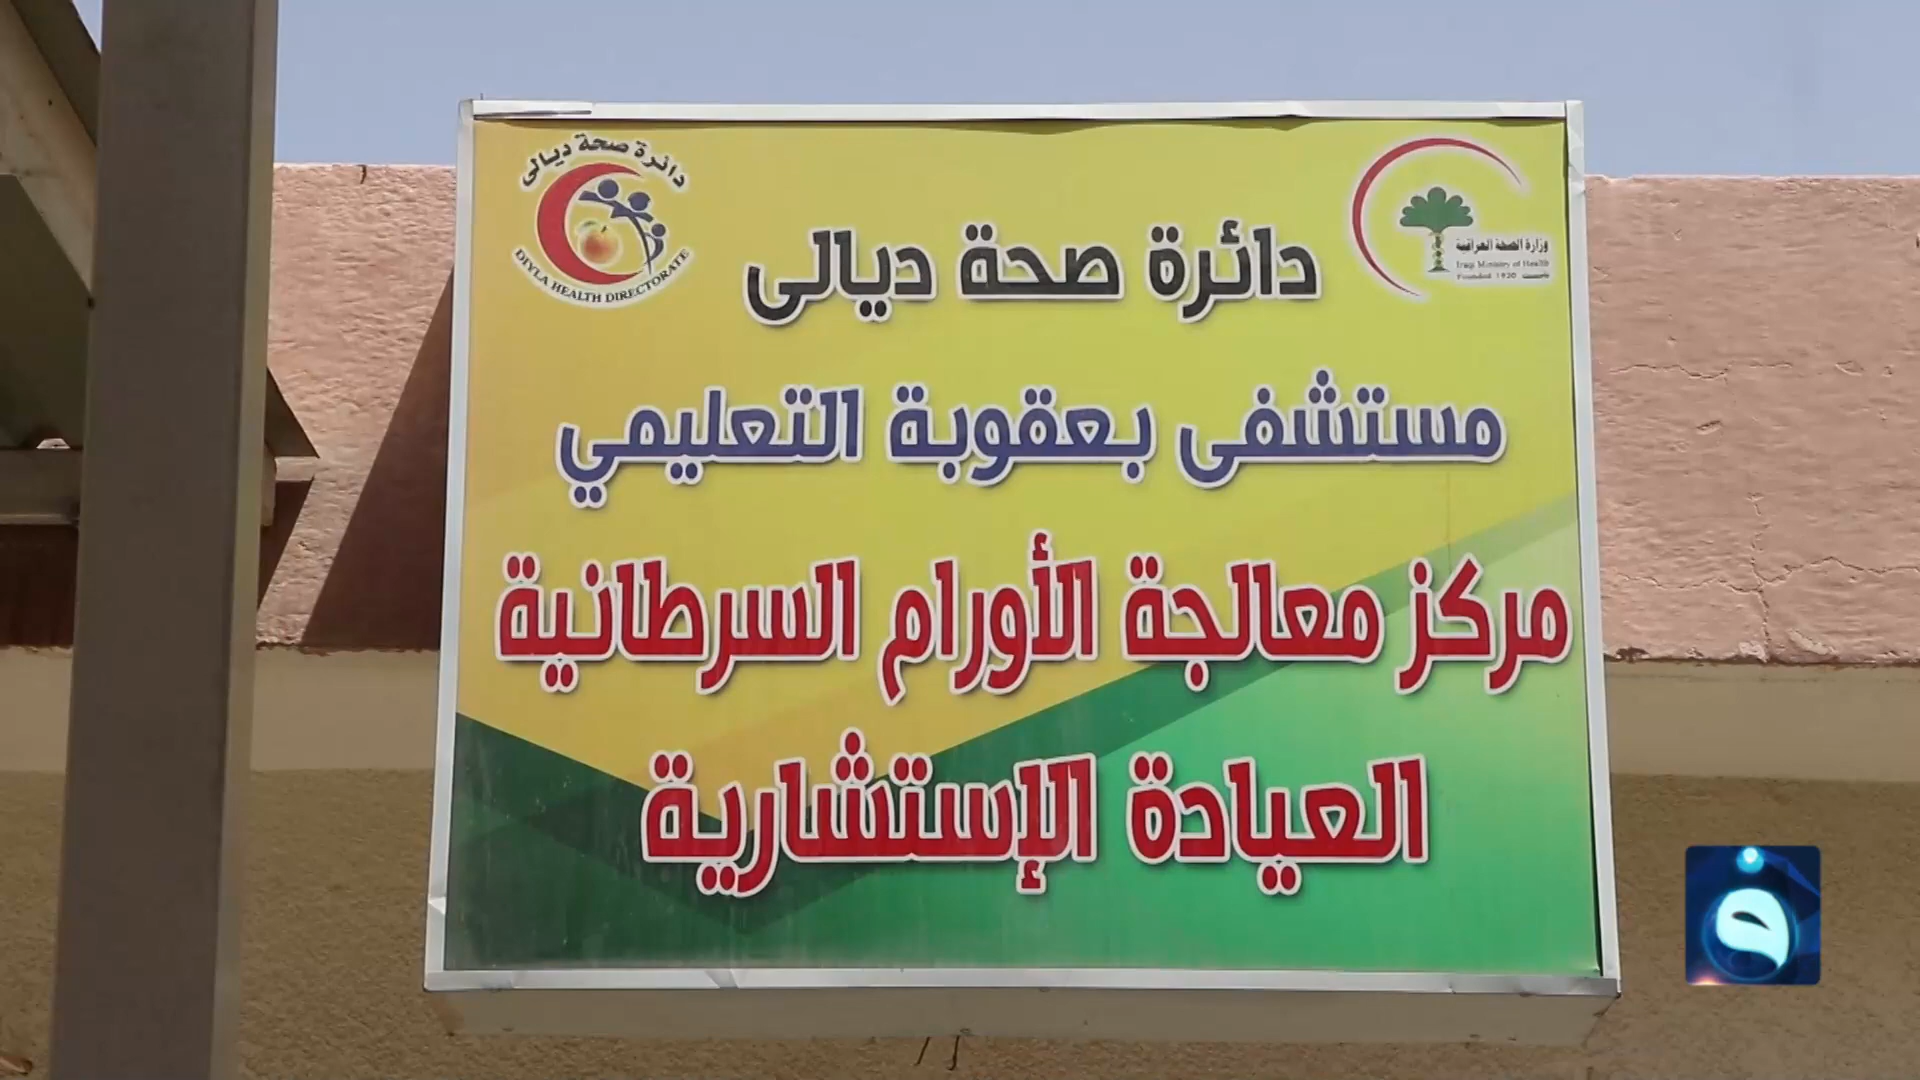 دائرة صحة ديالى
DIYLA HEALTH DIRECTORATE
وزارة الصحة العراقية
Iraqi Ministry of Health
Founded 1920 تأسست
دائرة صحة ديالى
مستشفى بعقوبة التعليمي
مركز معالجة الأورام السرطانية
العيادة الإستشارية